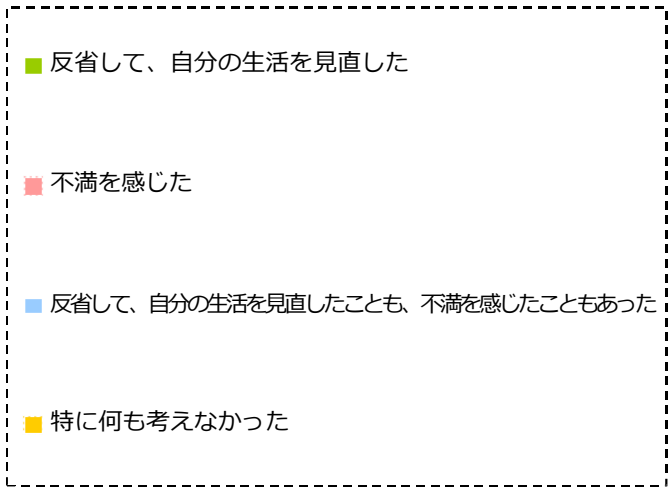 反省して、自分の生活を見直した
不満を感じた
反省して、自分の生活を見直したことも、不満を感じたこともあった
特に何も考えなかった